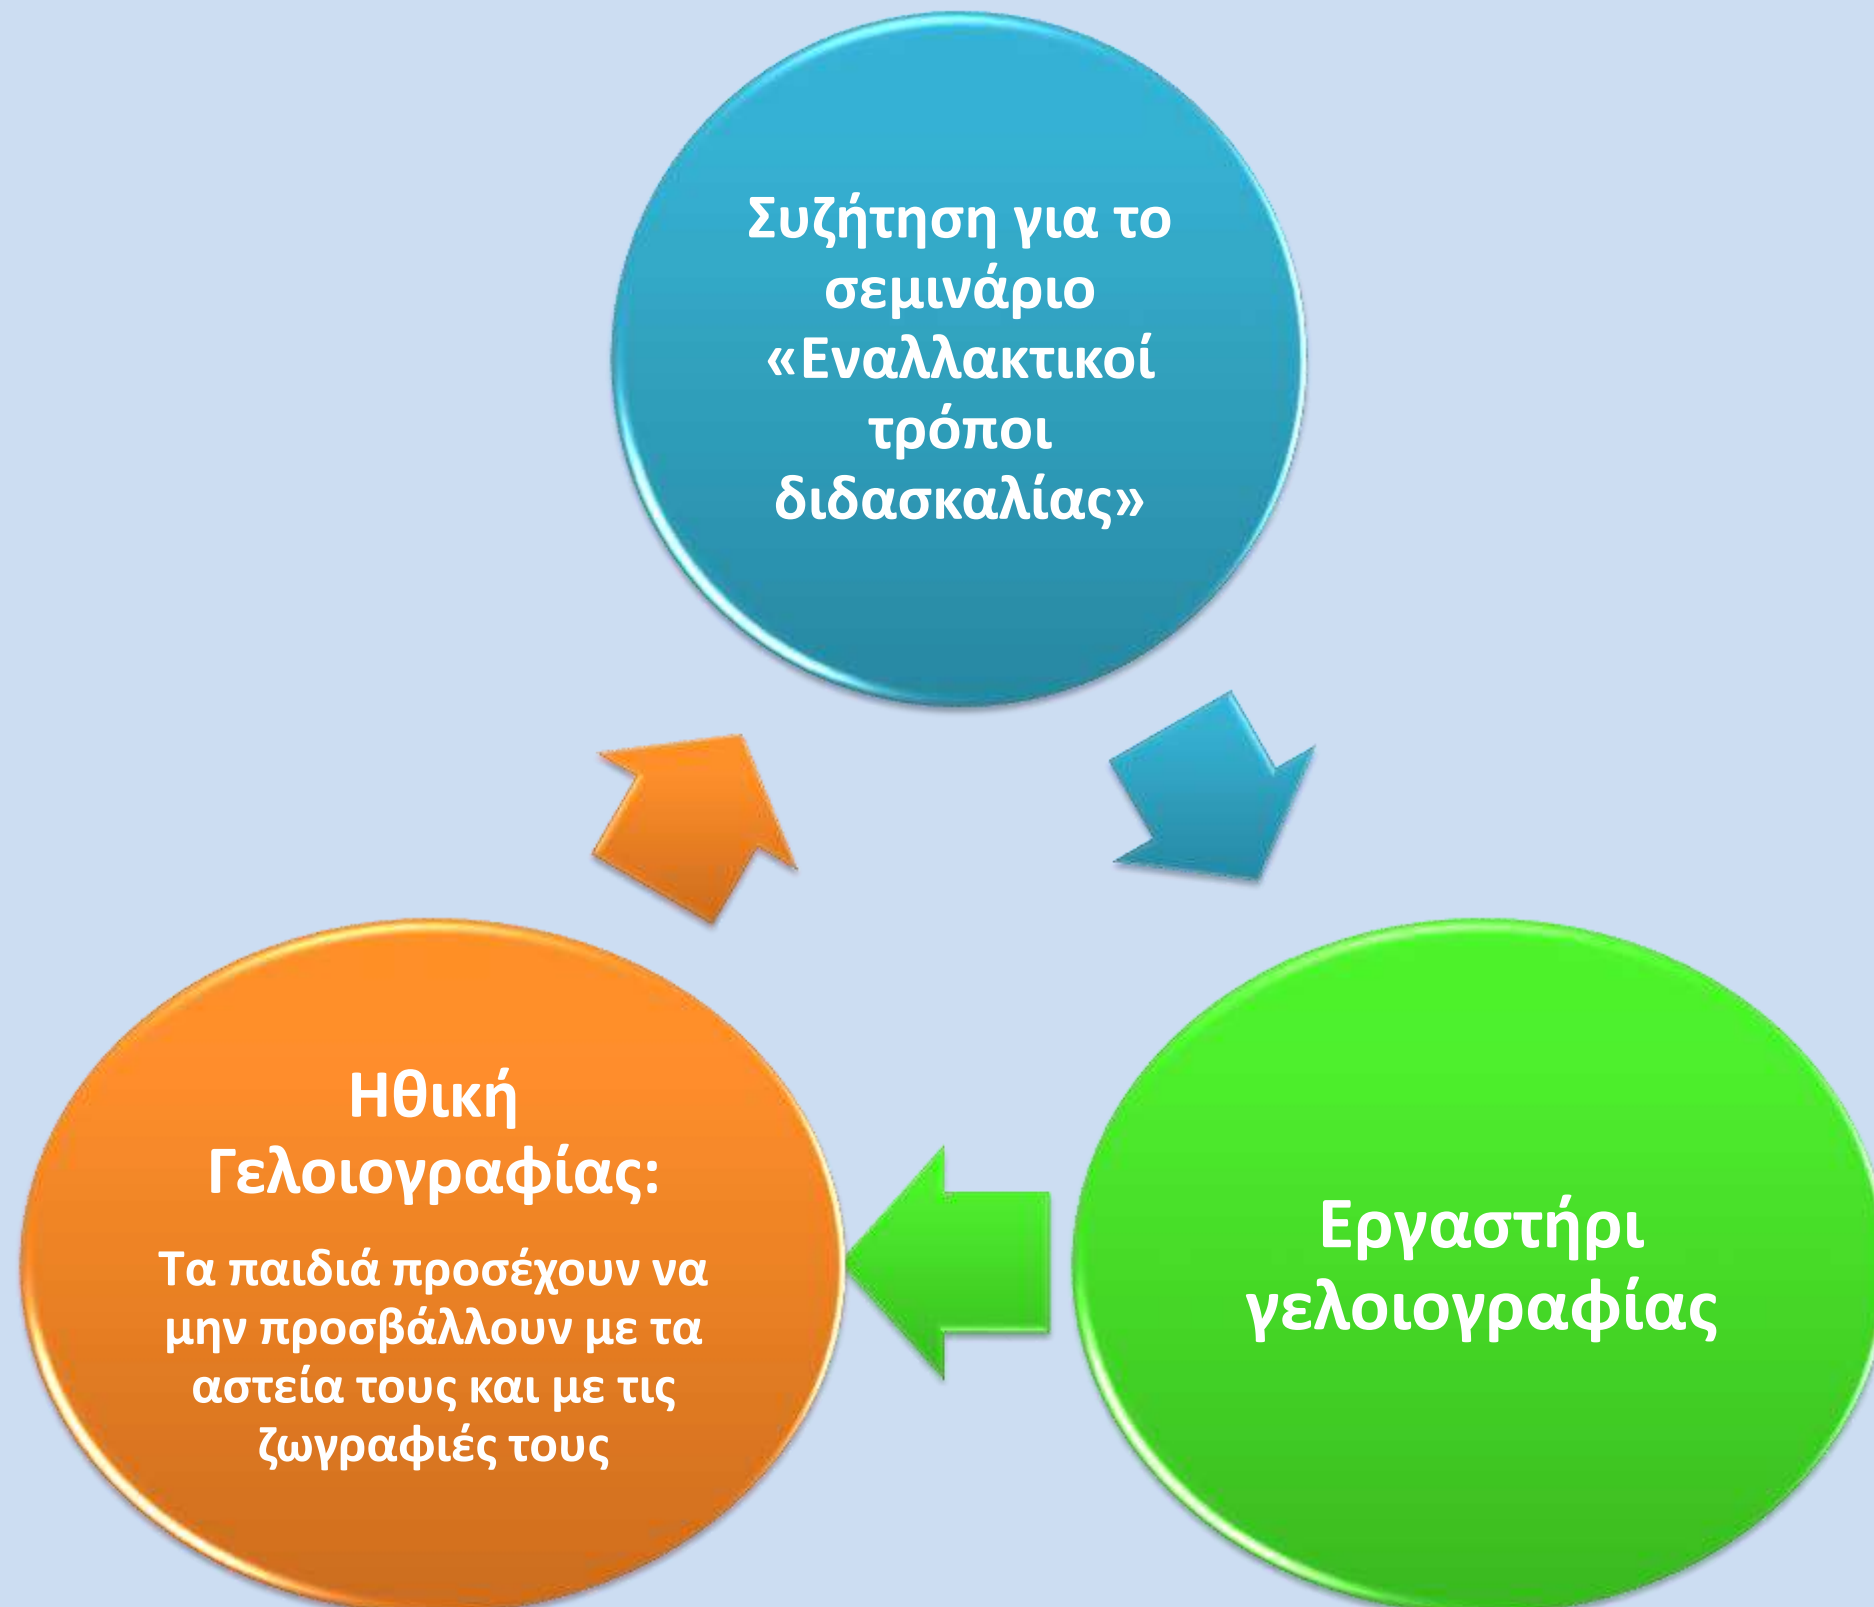 Συζήτηση για το
σεμινάριο
«Εναλλακτικοί
τρόποι
διδασκαλίας»
Εργαστήρι
γελοιογραφίας
Ηθική
Γελοιογραφίας:
Τα παιδιά προσέχουν να
μην προσβάλλουν με τα
αστεία τους και με τις
ζωγραφιές τους